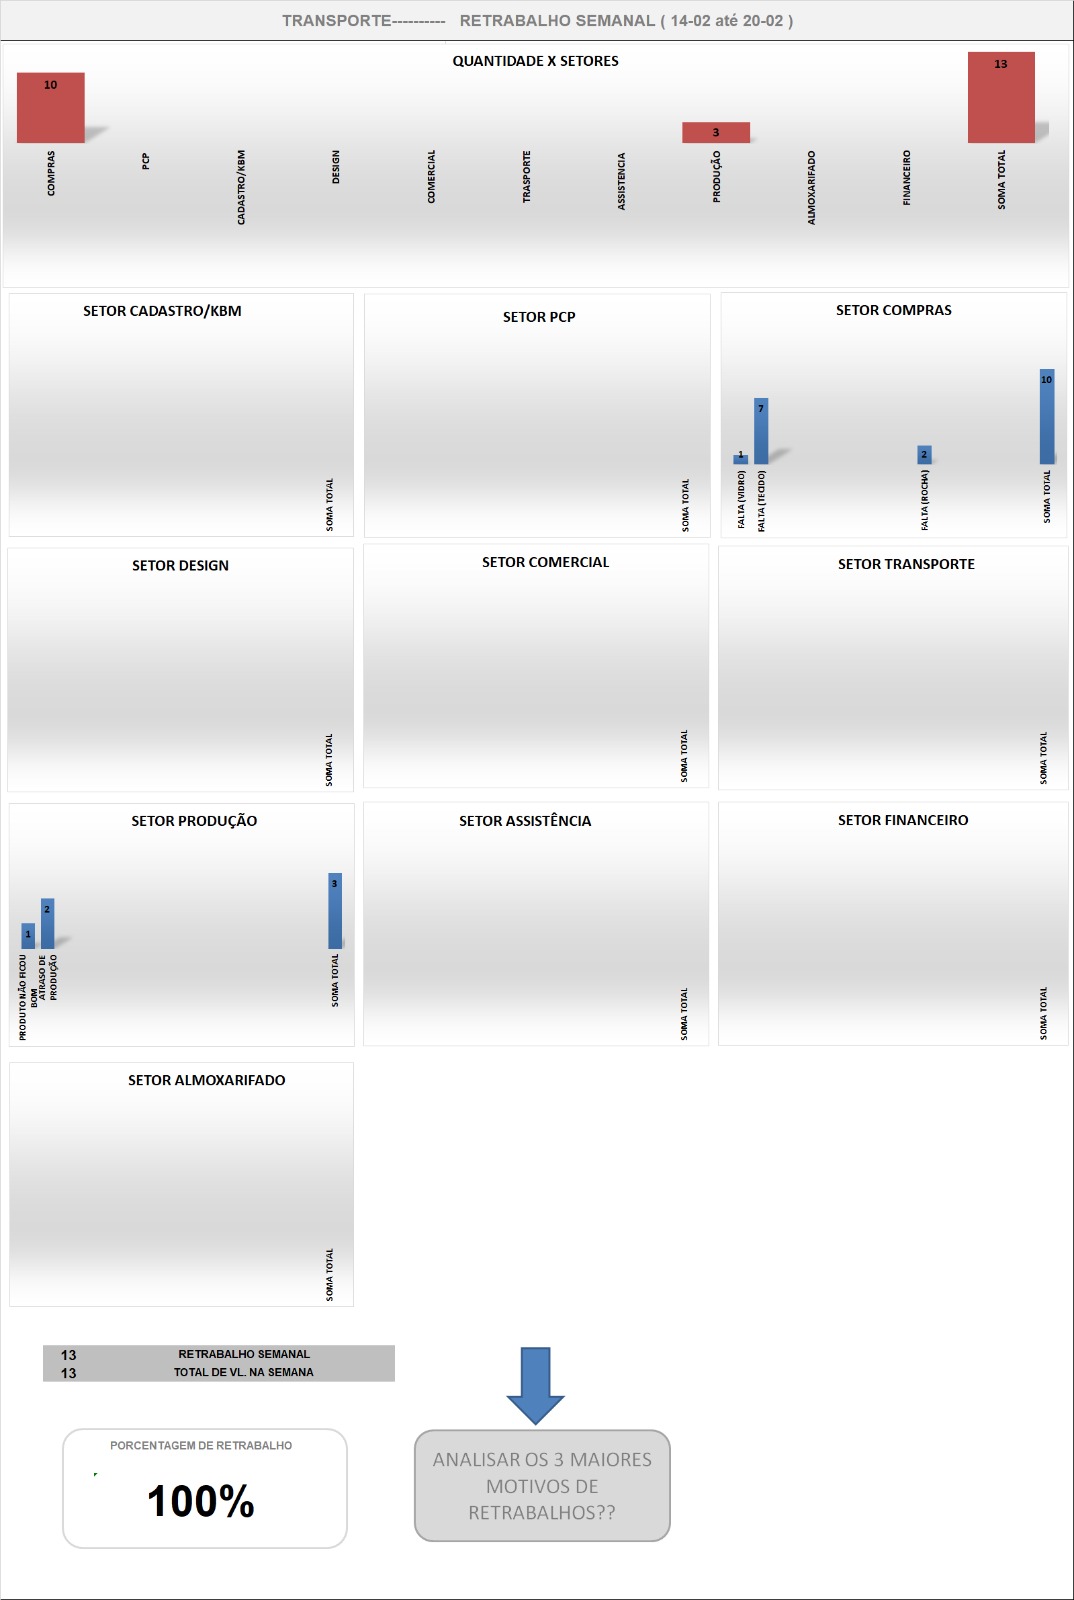 TRANSPORTE---------- RETRABALHO SEMANAL ( 14-02 até 20-02 )
QUANTIDADE X SETORES
10
3
13
COMPRAS
PCP
CADASTRO/KBM
DESIGN
COMERCIAL
TRASPORTE
ASSISTENCIA
PRODUÇÃO
ALMOXARIFADO
FINANCEIRO
SOMA TOTAL
SETOR CADASTRO/KBM
SOMA TOTAL
SETOR PCP
SOMA TOTAL
SETOR COMPRAS
1
7
2
10
FALTA (VIDRO)
FALTA (TECIDO)
FALTA (ROCHA)
SOMA TOTAL
SETOR DESIGN
SOMA TOTAL
SETOR COMERCIAL
SOMA TOTAL
SETOR TRANSPORTE
SOMA TOTAL
SETOR PRODUÇÃO
1
2
3
PRODUTO NÃO FICOU
BOM
ATRASO DE
PRODUÇÃO
SOMA TOTAL
SETOR ASSISTÊNCIA
SOMA TOTAL
SETOR FINANCEIRO
SOMA TOTAL
SETOR ALMOXARIFADO
SOMA TOTAL
13 RETRABALHO SEMANAL
13 TOTAL DE VL. NA SEMANA
PORCENTAGEM DE RETRABALHO
100%
ANALISAR OS 3 MAIORES
MOTIVOS DE
RETRABALHOS??